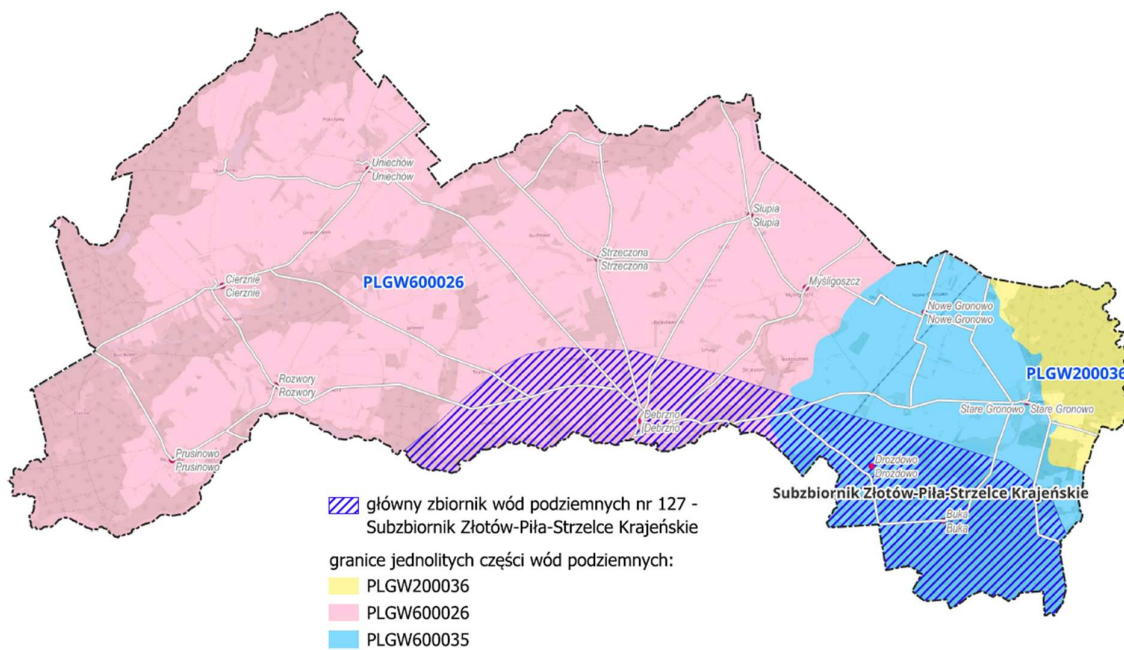 Uniechów
Uniechów
Słupia
Słupia
Strzeczona
Strzeczona
Cierznie
Cierznie
PLGW600026
Myśligoszcz
Nowe Gronowo
Nowe Gronowo
PLGW200036
Rozwory
Rozwory
Stare Gronowo
Stare Gronowo
Debrzno
Debrzno
Prusinowo
Prusinowo
Drozdowo
Drozdowo
Subzbiornik Złotów-Piła-Strzelce Krajeńskie
Buka
Buka
główny zbiornik wód podziemnych nr 127 -
Subzbiornik Złotów-Piła-Strzelce Krajeńskie
granice jednolitych części wód podziemnych:
PLGW200036
PLGW600026
PLGW600035